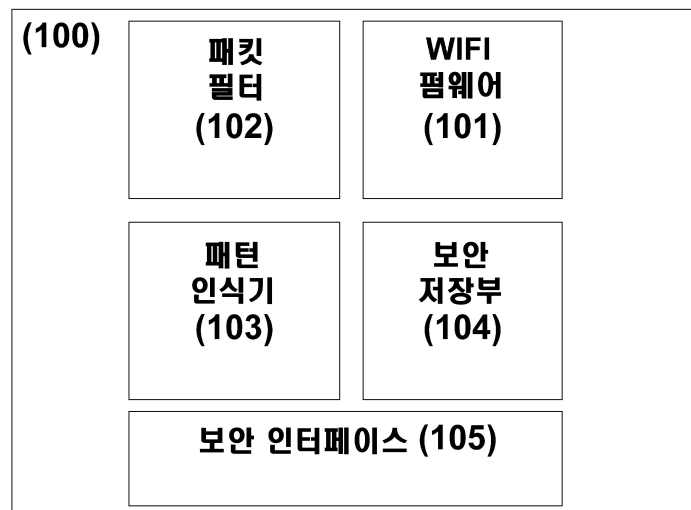 (100)
패킷
필터
(102)
WIFI
펌웨어
(101)
패턴
인식기
(103)
보안
저장부
(104)
보안 인터페이스 (105)